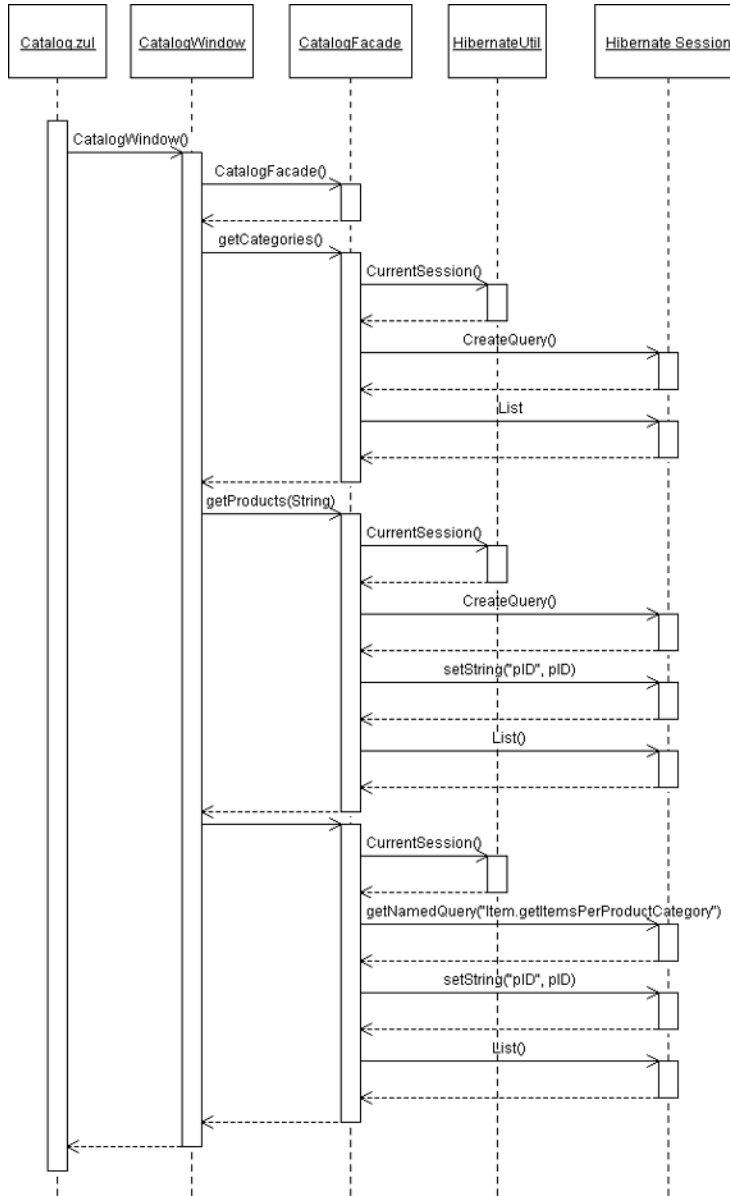 Catalog.zul
CatalogWindow
CatalogFacade
HibernateUtil
Hibernate Session
CatalogWindow()
CatalogFacade()
getCategories()
CurrentSession()
CreateQuery()
List
getProducts(String)
CurrentSession()
CreateQuery()
setString("pID", pID)
List()
CurrentSession()
getNamedQuery("Item.getItemsPerProductCategory")
setString("pID", pID)
List()